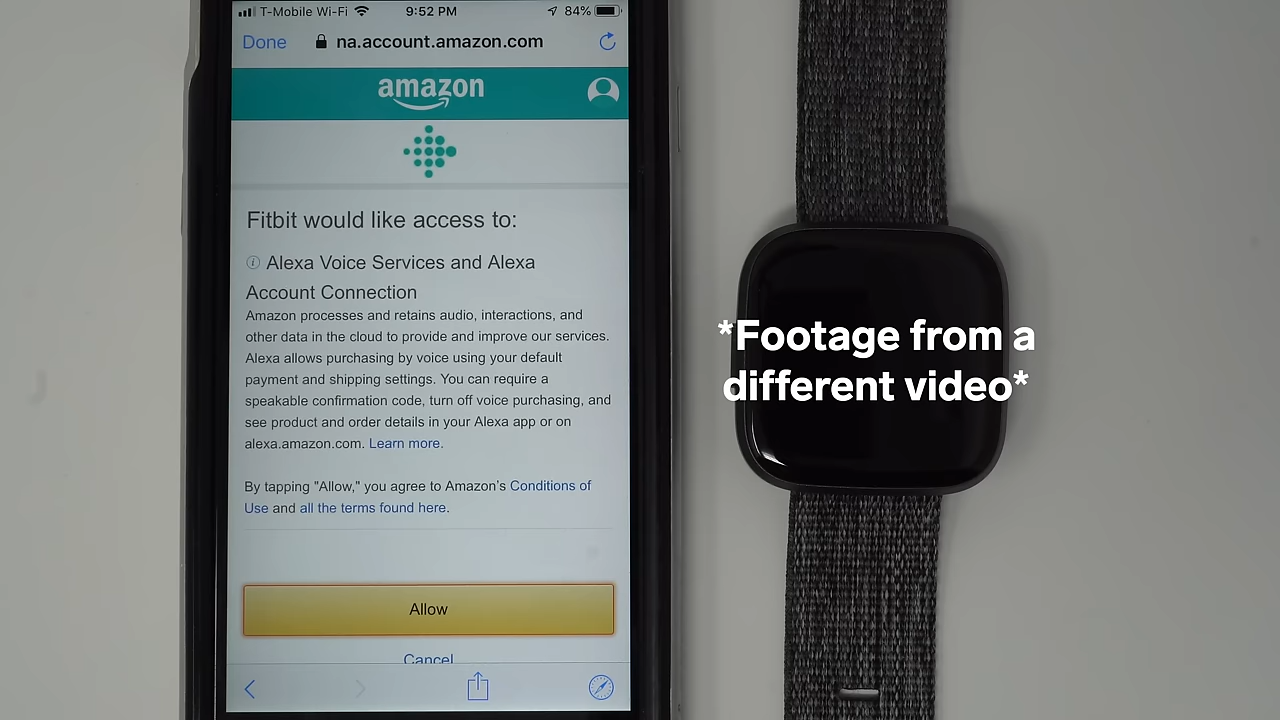 T-Mobile Wi-Fi 9:52 PM 84%
Done na.account.amazon.com
amazon
Fitbit would like access to:
Alexa Voice Services and Alexa
Account Connection
Amazon processes and retains audio, interactions, and
other data in the cloud to provide and improve our services.
Alexa allows purchasing by voice using your default
payment and shipping settings. You can require a
speakable confirmation code, turn off voice purchasing, and
see product and order details in your Alexa app or on
alexa.amazon.com. Learn more.
By tapping "Allow," you agree to Amazon's Conditions of
Use and all the terms found here.
Allow
Cancel
*Footage from a
different video*